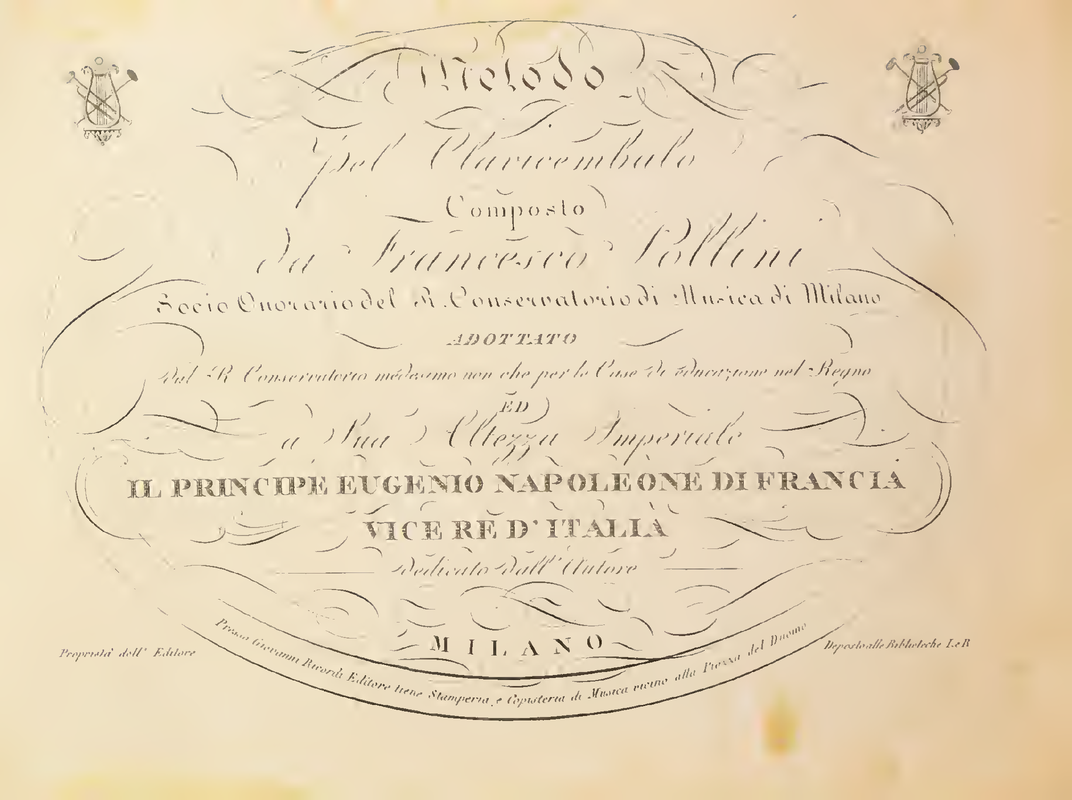 Metodo
pel Clavicembalo
Composto
da Francesco Pollini
Socio Onorario del R. Conservatorio di Musica di Milano
ADOTTATO
dal R. Conservatorio medesimo non che per le Case di educazione nel Regno
ED
a Sua Altezza Imperiale
IL PRINCIPE EUGENIO NAPOLEONE DI FRANCIA
VICE RE D'ITALIA
dedicato dall'Autore
MILANO
Presso Giovanni Ricordi Editore tiene Stamperia, e Copisteria di Musica vicino alla Piazza del Duomo
Proprietà dell' Editore
Deposto alle Biblioteche I. e R